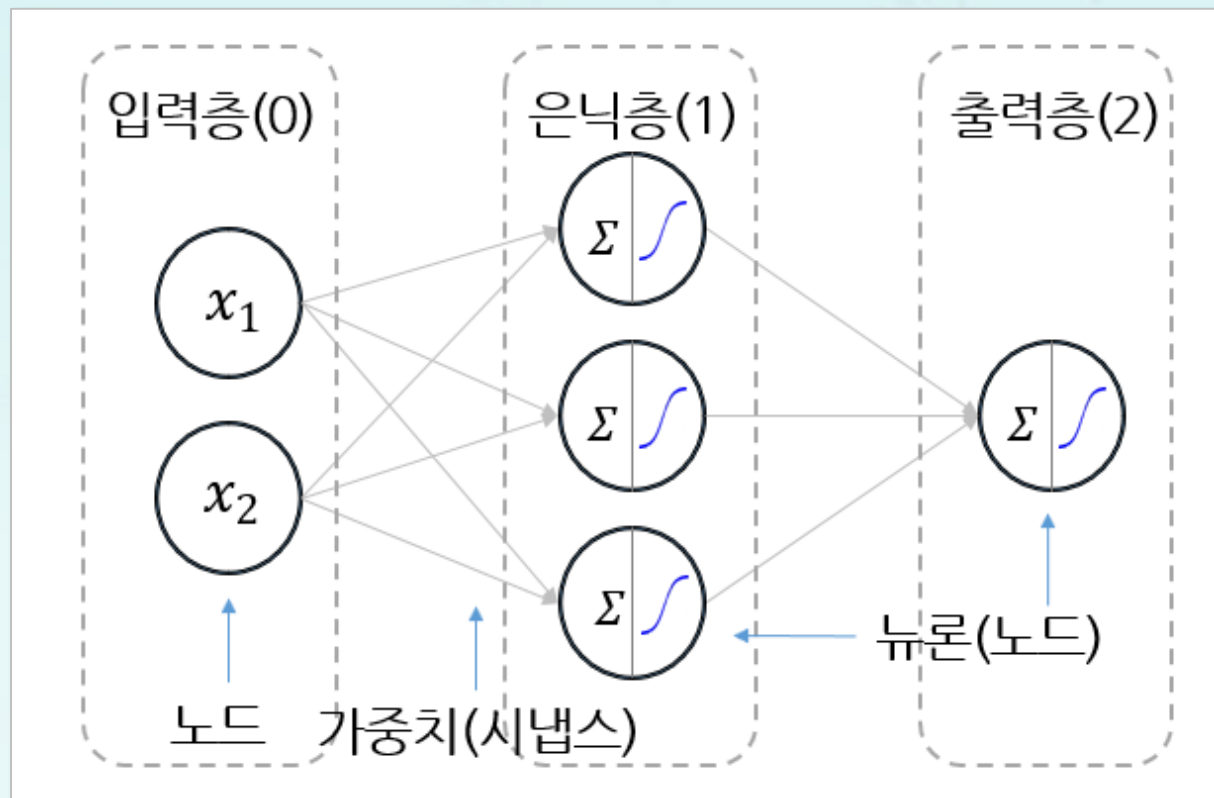 입력층(0) 은닉층(1) 출력층(2)
Σ
x₁
Σ Σ
x₂
Σ
뉴론(노드)
노드 가중치(시냅스)